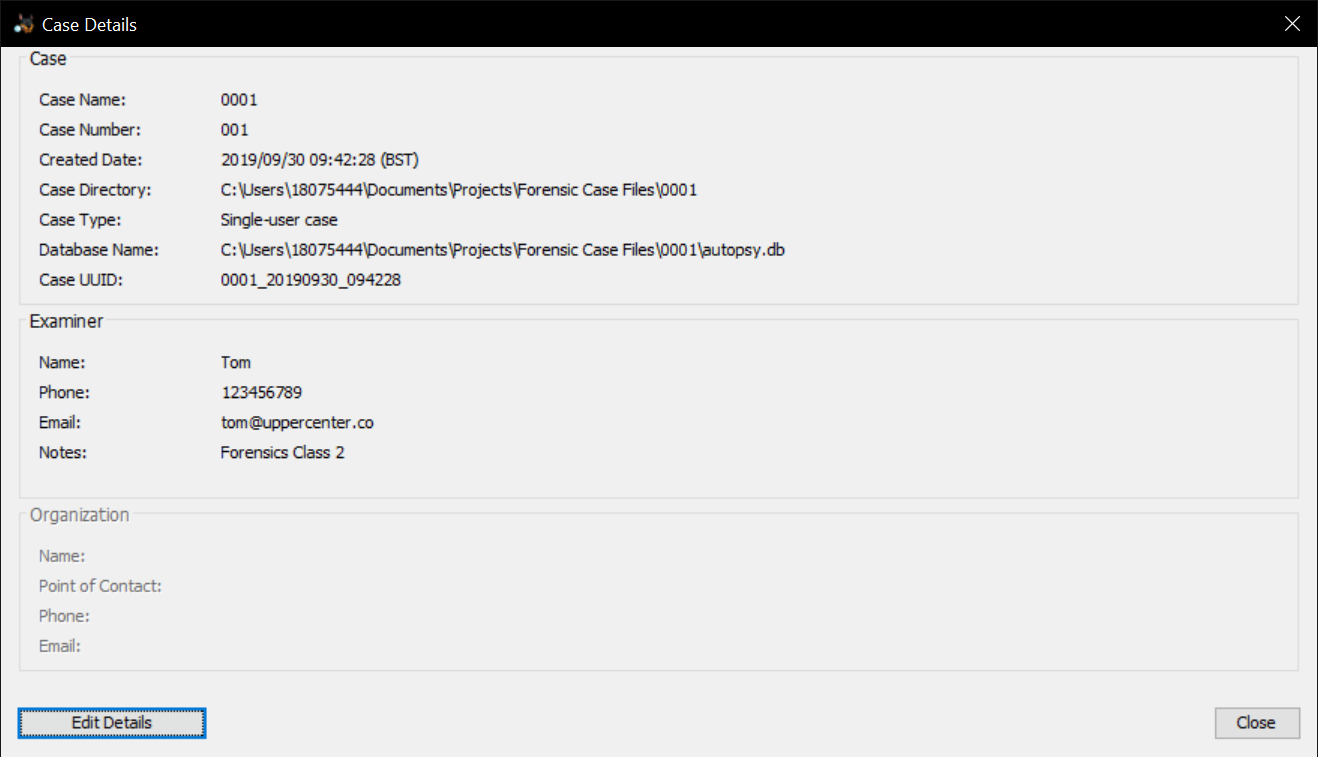 Case Details
Case
Case Name: 0001
Case Number: 001
Created Date: 2019/09/30 09:42:28 (BST)
Case Directory: C:\Users\18075444\Documents\Projects\Forensic Case Files\0001
Case Type: Single-user case
Database Name: C:\Users\18075444\Documents\Projects\Forensic Case Files\0001\autopsy.db
Case UUID: 0001_20190930_094228
Examiner
Name: Tom
Phone: 123456789
Email: tom@uppercenter.co
Notes: Forensics Class 2
Organization
Name:
Point of Contact:
Phone:
Email:
Edit Details Close